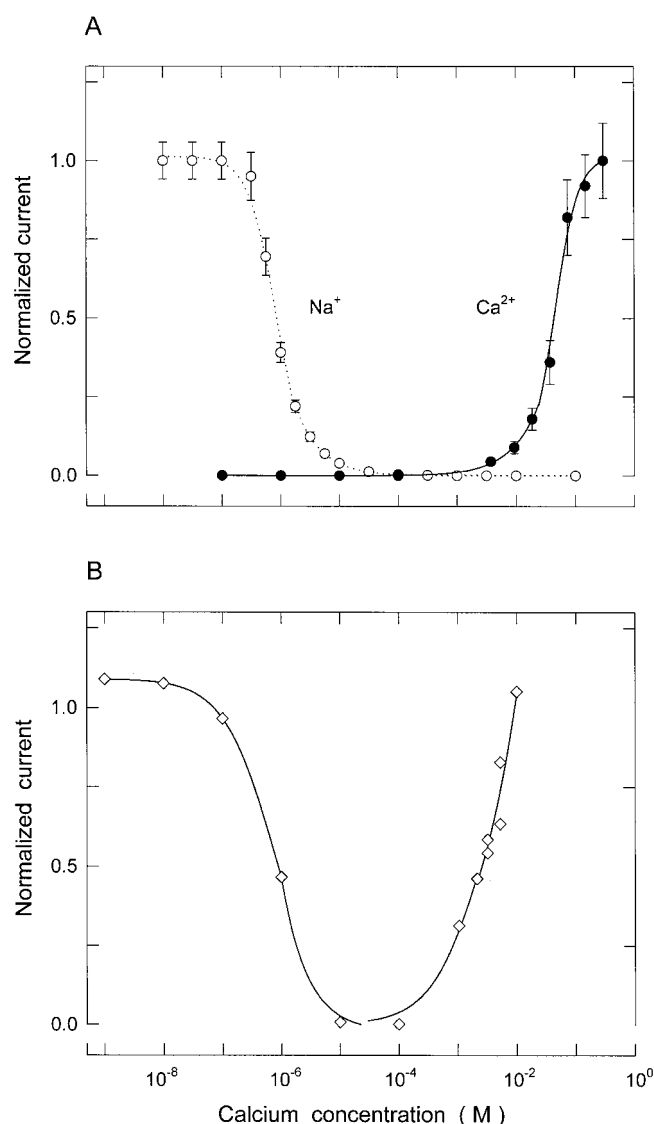 A
Normalized current
1.0
0.5
0.0
Na⁺
Ca²⁺
B
Normalized current
1.0
0.5
0.0
10⁻⁸
10⁻⁶
10⁻⁴
10⁻²
10⁰
Calcium concentration ( M )